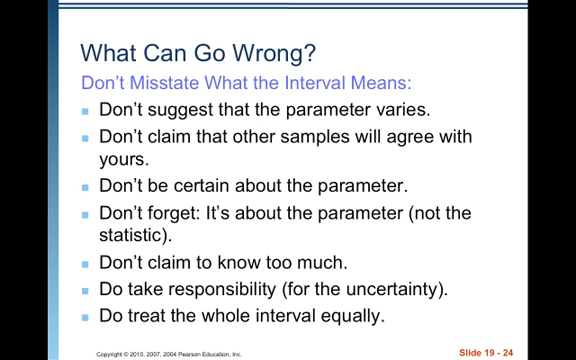 What Can Go Wrong?
Don't Misstate What the Interval Means:
Don't suggest that the parameter varies.
Don't claim that other samples will agree with
yours.
Don't be certain about the parameter.
Don't forget: It's about the parameter (not the
statistic).
Don't claim to know too much.
Do take responsibility (for the uncertainty).
Do treat the whole interval equally.
Copyright © 2010, 2007, 2004 Pearson Education, Inc.
Slide 19 - 24